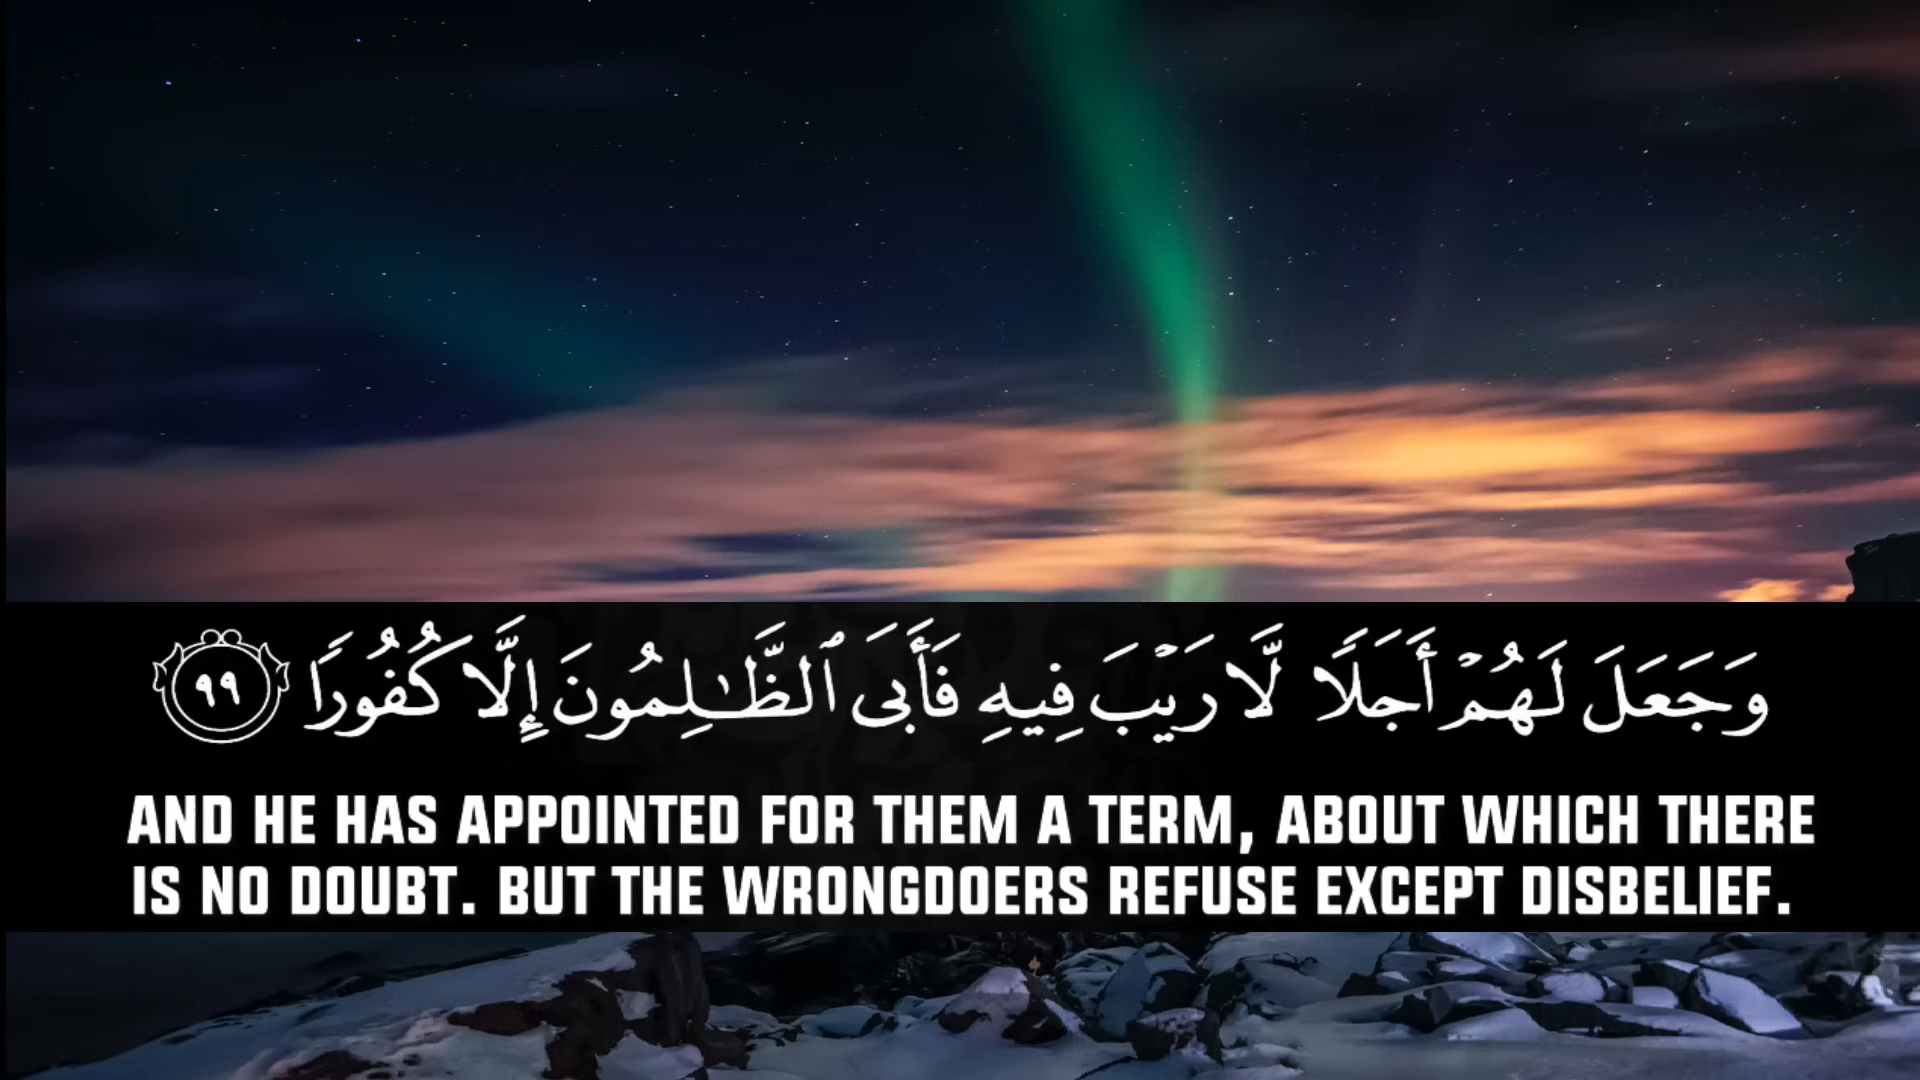 وَجَعَلَ لَهُمۡ أَجَلًا لَّا رَيۡبَ فِيهِ فَأَبَى ٱلظَّـٰلِمُونَ إِلَّا كُفُورًا ٩٩
AND HE HAS APPOINTED FOR THEM A TERM, ABOUT WHICH THERE
IS NO DOUBT. BUT THE WRONGDOERS REFUSE EXCEPT DISBELIEF.